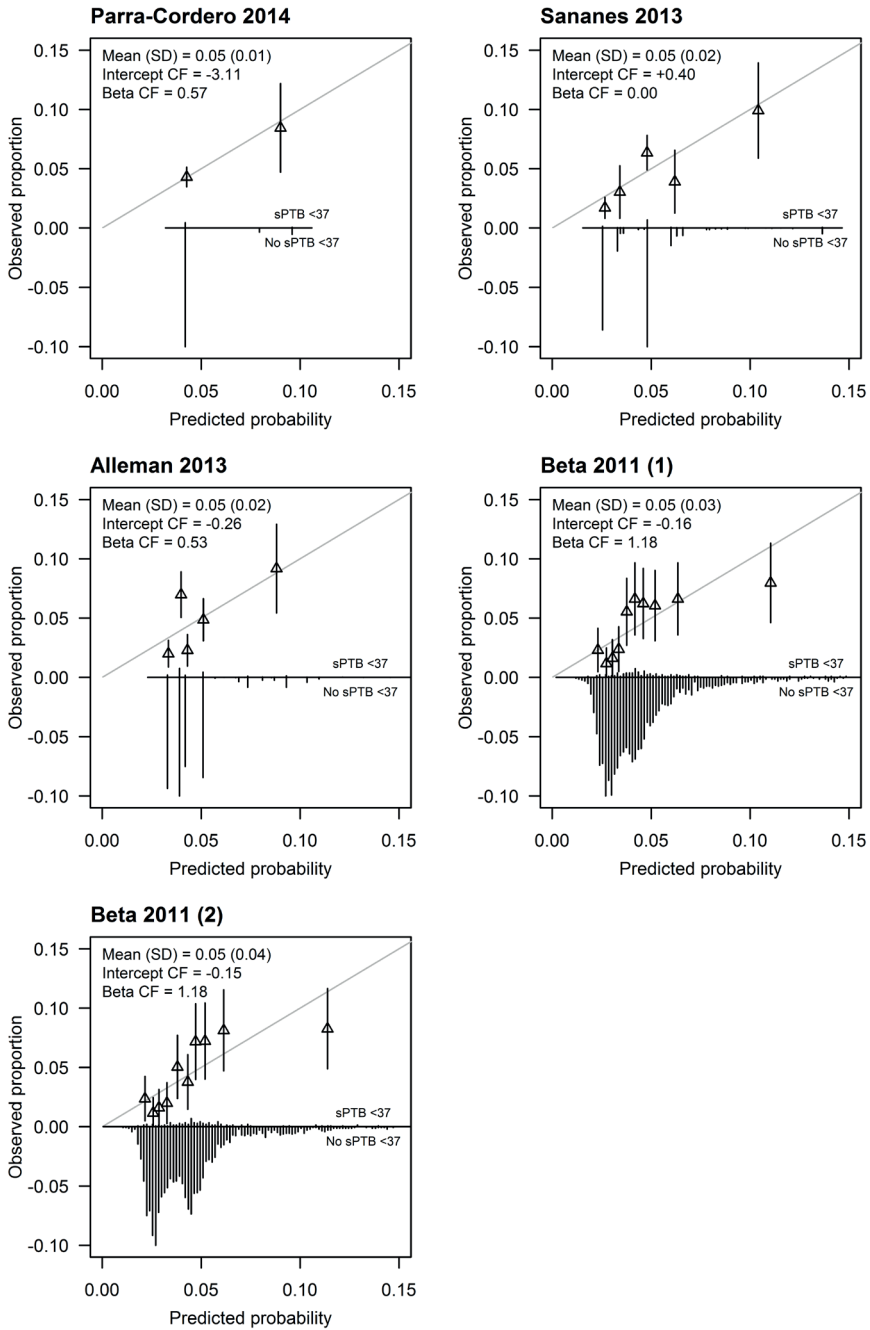 Parra-Cordero 2014
Mean (SD) = 0.05 (0.01)
Intercept CF = -3.11
Beta CF = 0.57
0.15
0.10
0.05
0.00
-0.05
-0.10
Observed proportion
sPTB <37
No sPTB <37
0.00 0.05 0.10 0.15
Predicted probability
Sananes 2013
Mean (SD) = 0.05 (0.02)
Intercept CF = +0.40
Beta CF = 0.00
0.15
0.10
0.05
0.00
-0.05
-0.10
Observed proportion
sPTB <37
No sPTB <37
0.00 0.05 0.10 0.15
Predicted probability
Alleman 2013
Mean (SD) = 0.05 (0.02)
Intercept CF = -0.26
Beta CF = 0.53
0.15
0.10
0.05
0.00
-0.05
-0.10
Observed proportion
sPTB <37
No sPTB <37
0.00 0.05 0.10 0.15
Predicted probability
Beta 2011 (1)
Mean (SD) = 0.05 (0.03)
Intercept CF = -0.16
Beta CF = 1.18
0.15
0.10
0.05
0.00
-0.05
-0.10
Observed proportion
sPTB <37
No sPTB <37
0.00 0.05 0.10 0.15
Predicted probability
Beta 2011 (2)
Mean (SD) = 0.05 (0.04)
Intercept CF = -0.15
Beta CF = 1.18
0.15
0.10
0.05
0.00
-0.05
-0.10
Observed proportion
sPTB <37
No sPTB <37
0.00 0.05 0.10 0.15
Predicted probability